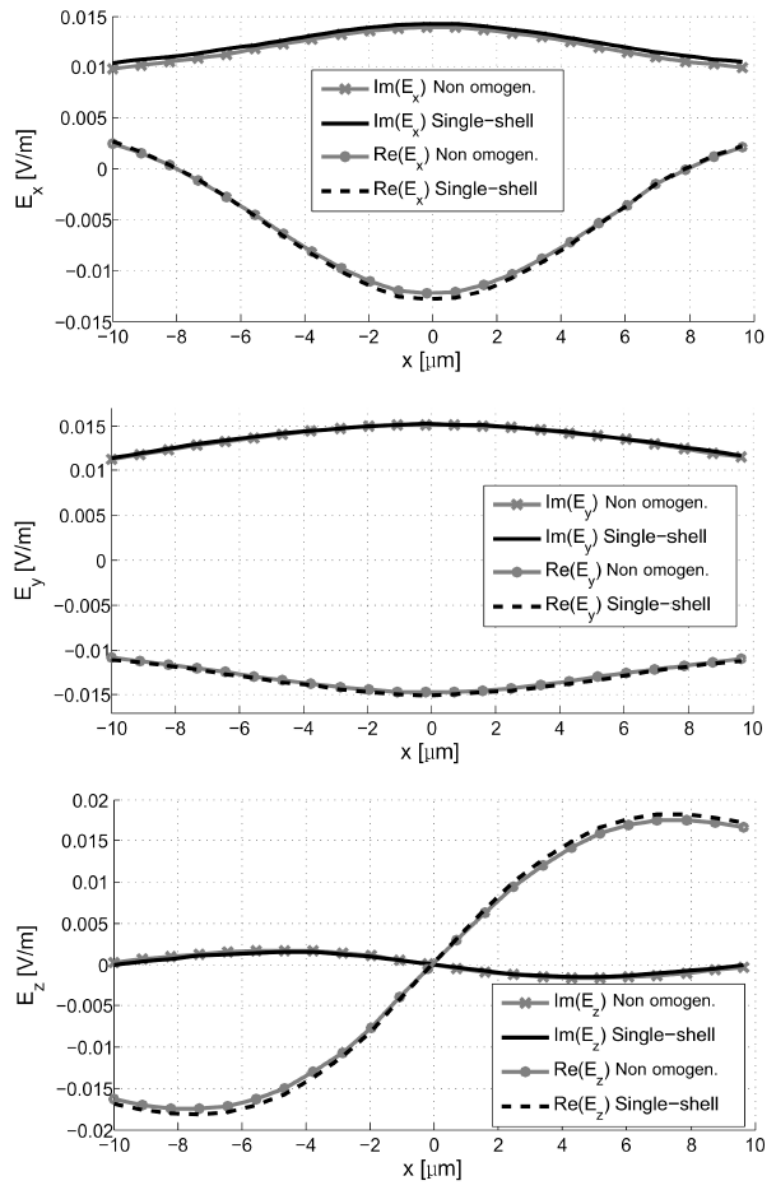 0.015
0.01
0.005
0
−0.005
−0.01
−0.015
E_x [V/m]
Im(E_x) Non omogen.
Im(E_x) Single−shell
Re(E_x) Non omogen.
Re(E_x) Single−shell
−10 −8 −6 −4 −2 0 2 4 6 8 10
x [μm]
0.015
0.01
0.005
0
−0.005
−0.01
−0.015
E_y [V/m]
Im(E_y) Non omogen.
Im(E_y) Single−shell
Re(E_y) Non omogen.
Re(E_y) Single−shell
−10 −8 −6 −4 −2 0 2 4 6 8 10
x [μm]
0.02
0.015
0.01
0.005
0
−0.005
−0.01
−0.015
−0.02
E_z [V/m]
Im(E_z) Non omogen.
Im(E_z) Single−shell
Re(E_z) Non omogen.
Re(E_z) Single−shell
−10 −8 −6 −4 −2 0 2 4 6 8 10
x [μm]